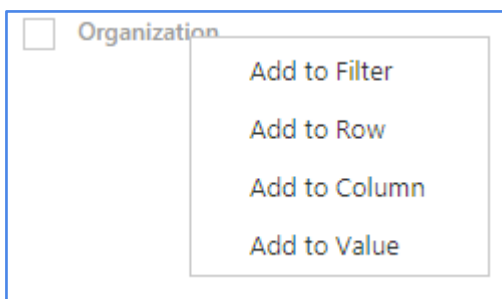 Organization
Add to Filter
Add to Row
Add to Column
Add to Value